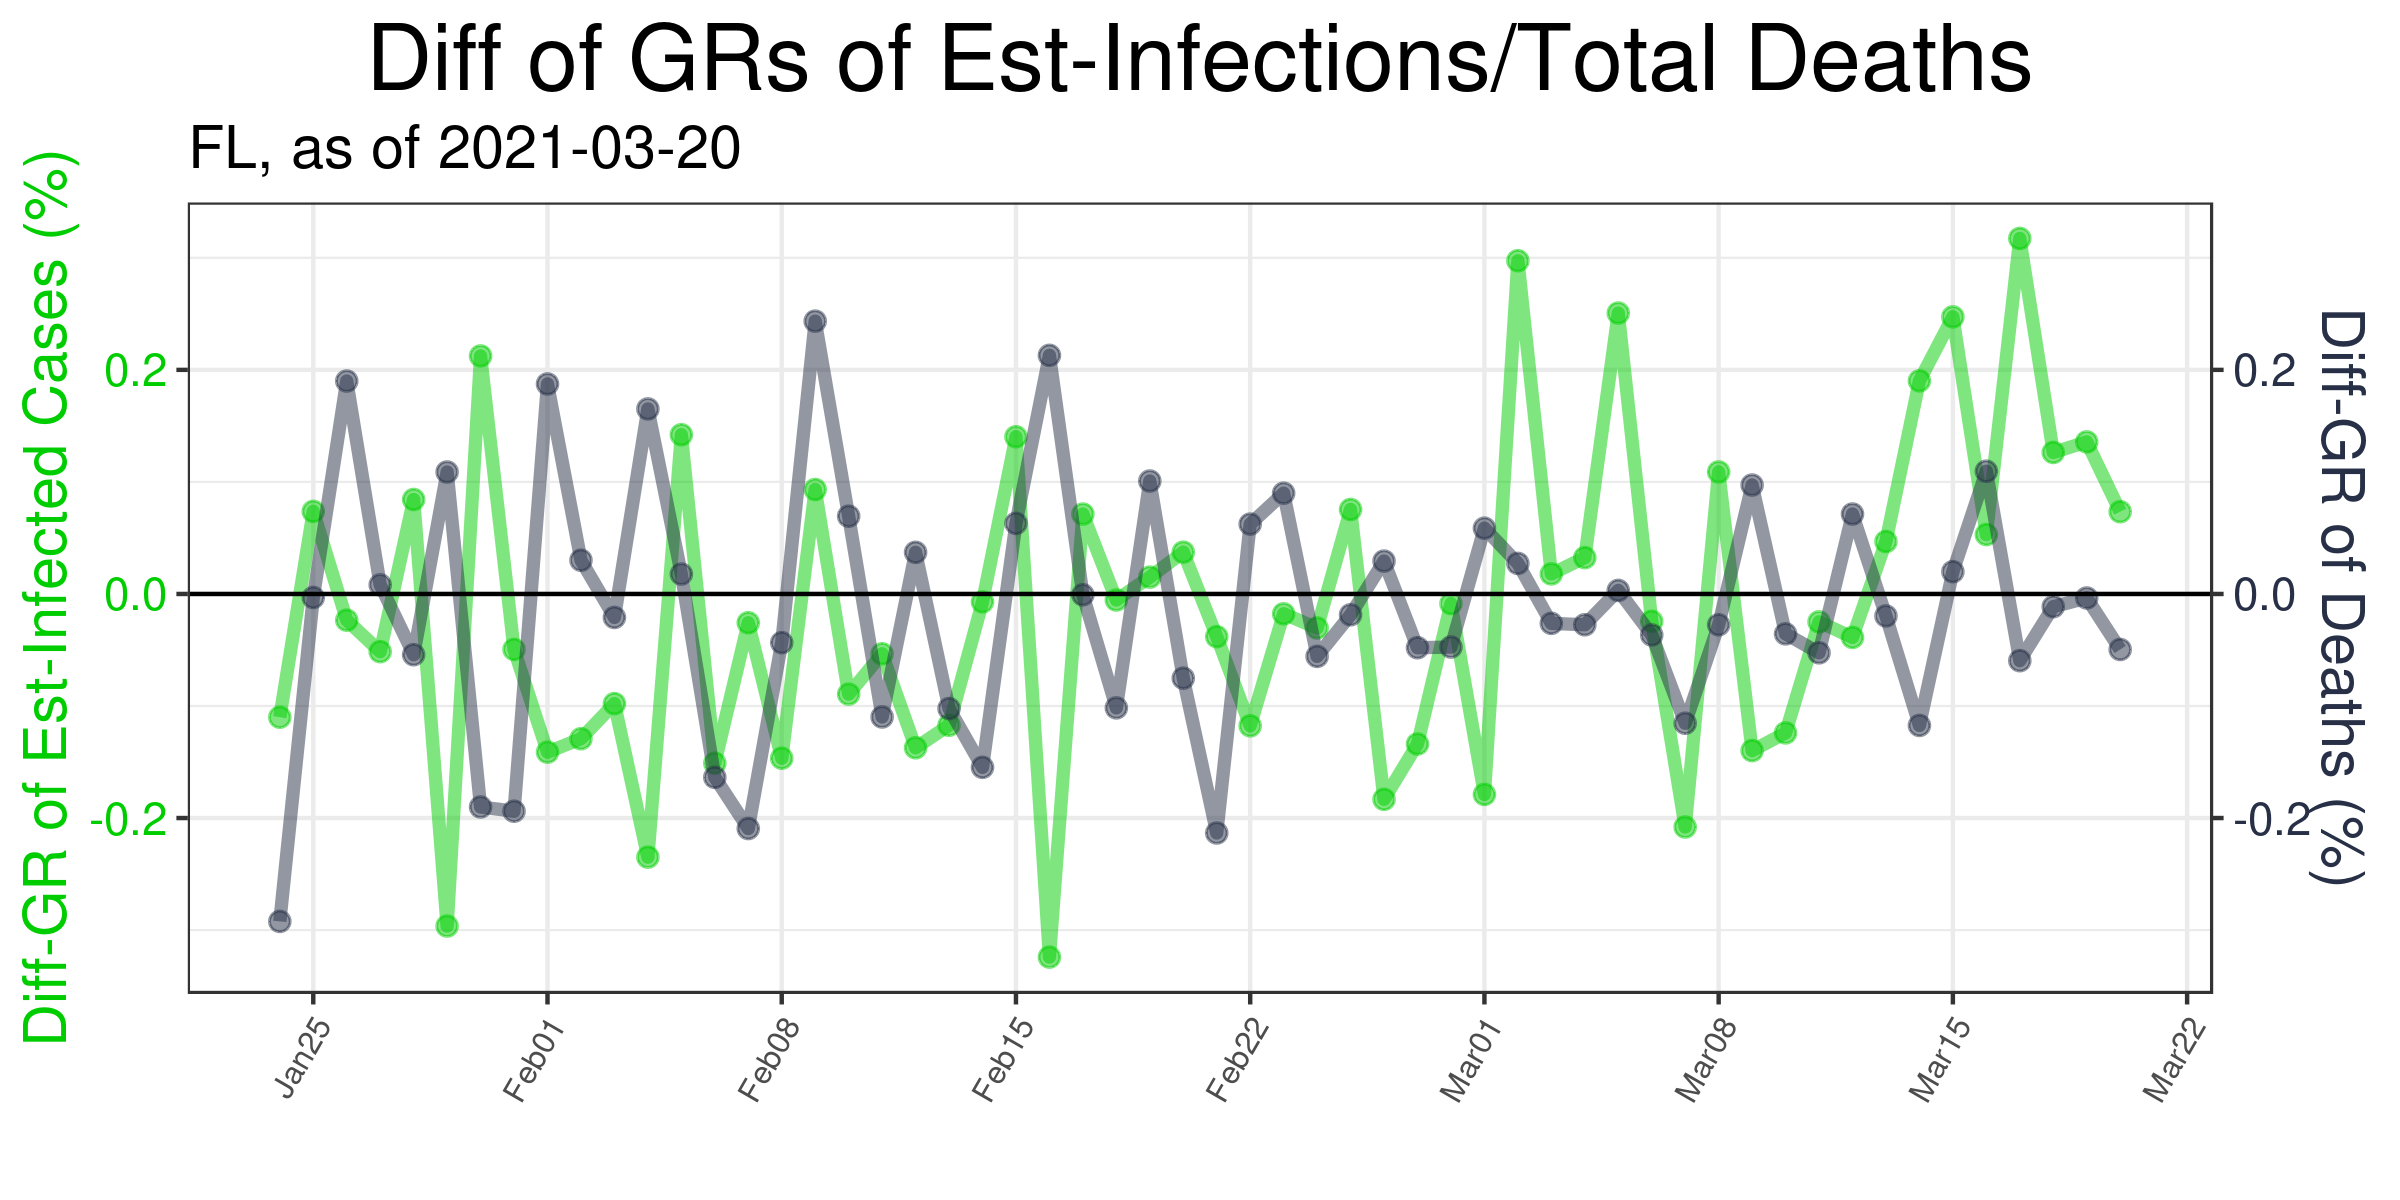 Diff of GRs of Est-Infections/Total Deaths
FL, as of 2021-03-20
Diff-GR of Est-Infected Cases (%)
0.2
0.0
-0.2
0.2
0.0
-0.2
Diff-GR of Deaths (%)
Jan25
Feb01
Feb08
Feb15
Feb22
Mar01
Mar08
Mar15
Mar22